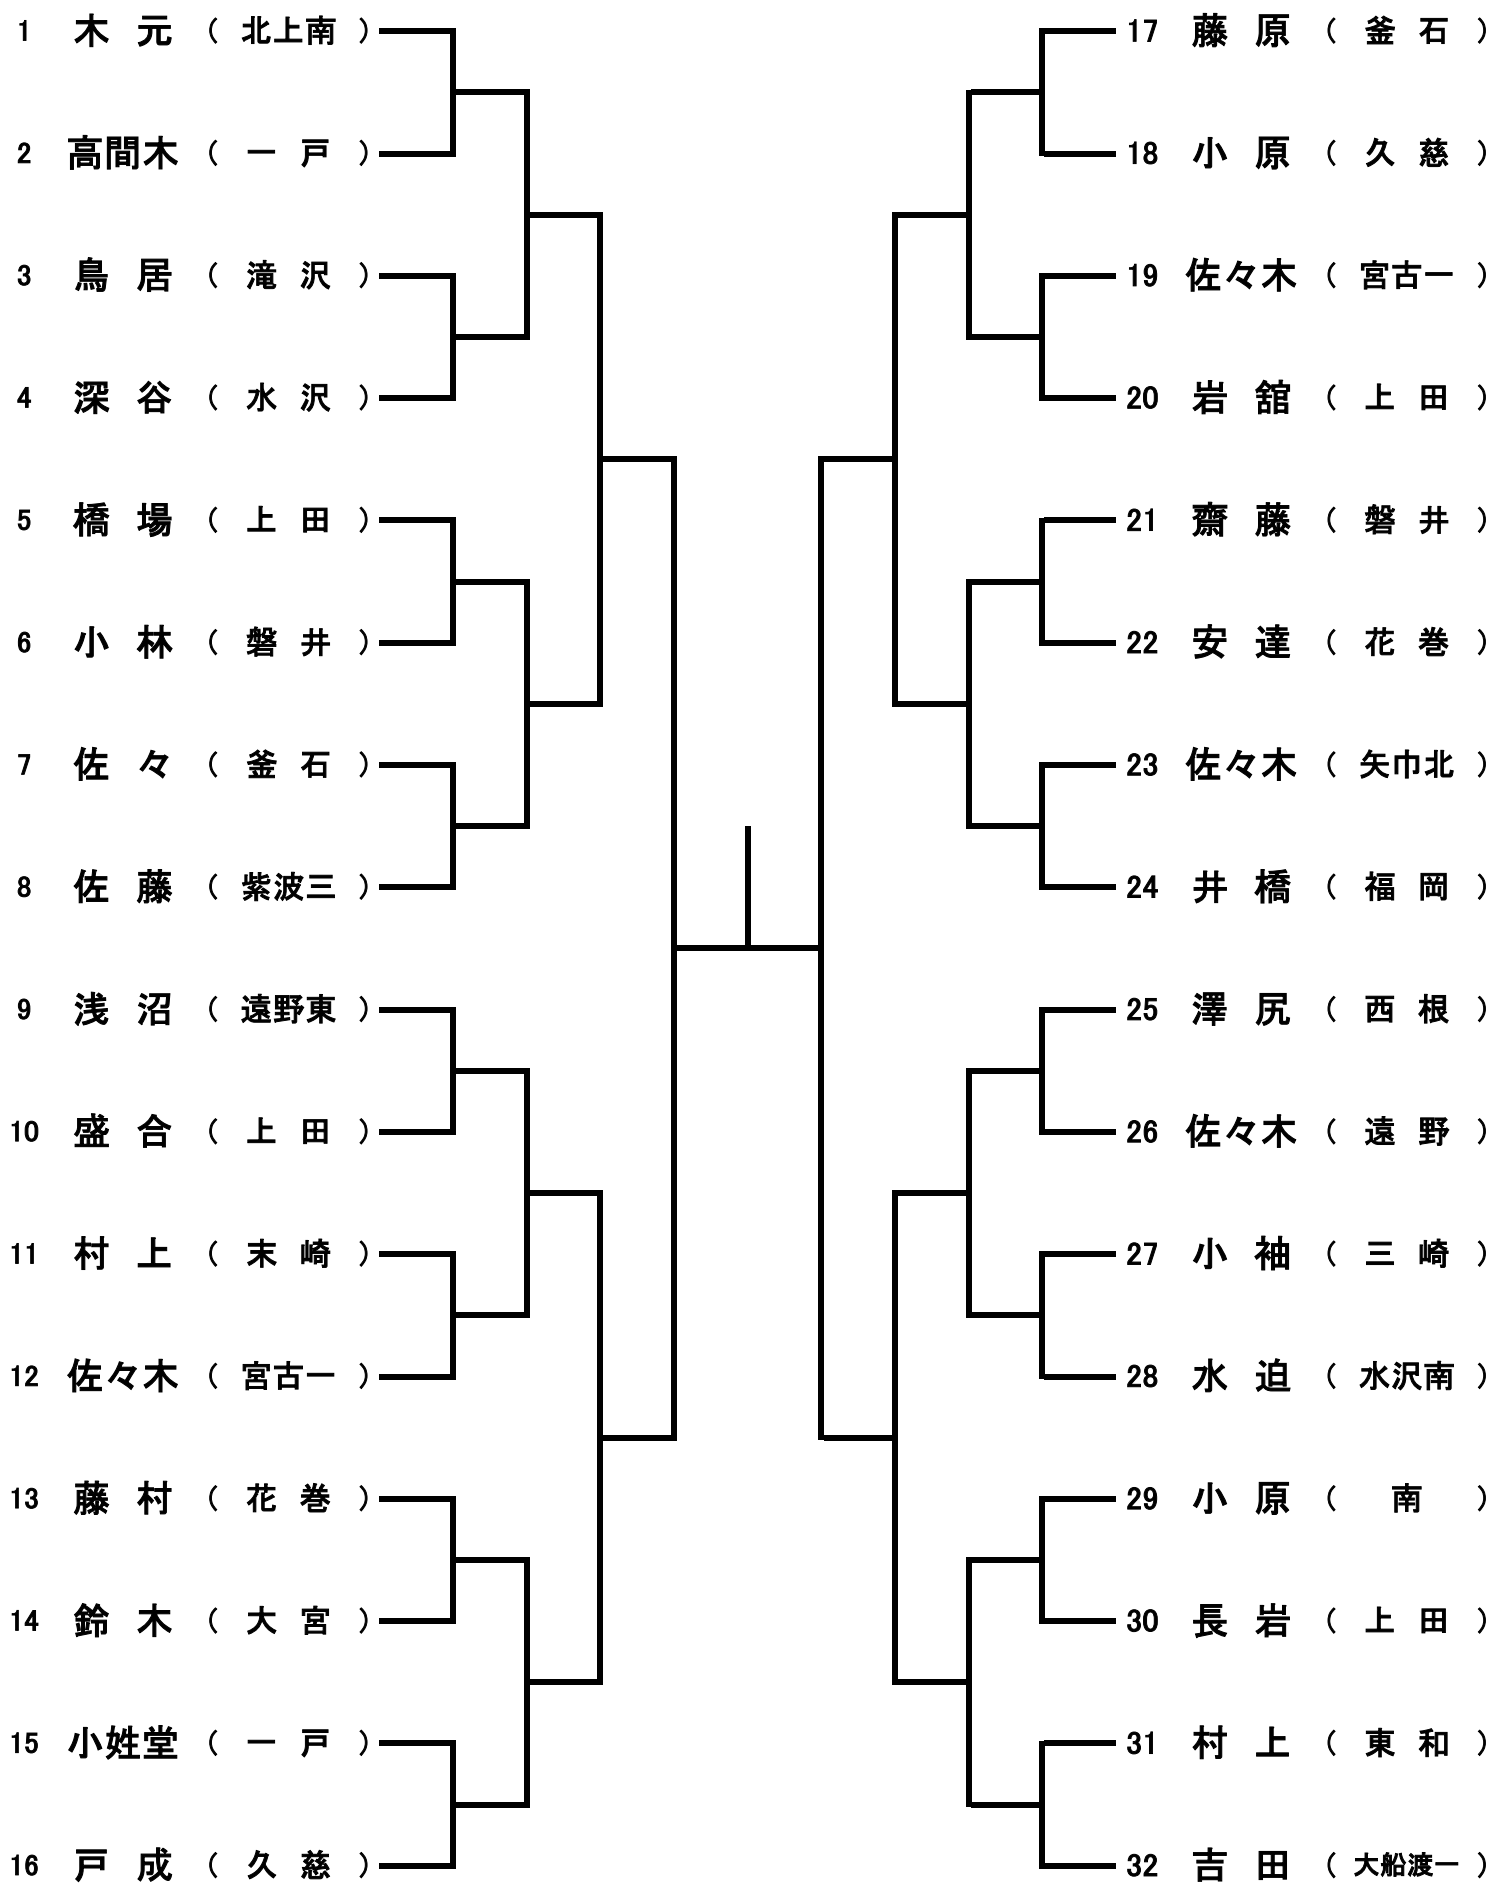 1 木元 （ 北上南 ）
2 高間木 （ 一戸 ）
3 鳥居 （ 滝沢 ）
4 深谷 （ 水沢 ）
5 橋場 （ 上田 ）
6 小林 （ 磐井 ）
7 佐々 （ 釜石 ）
8 佐藤 （ 紫波三 ）
9 浅沼 （ 遠野東 ）
10 盛合 （ 上田 ）
11 村上 （ 末崎 ）
12 佐々木 （ 宮古一 ）
13 藤村 （ 花巻 ）
14 鈴木 （ 大宮 ）
15 小姓堂 （ 一戸 ）
16 戸成 （ 久慈 ）
17 藤原 （ 釜石 ）
18 小原 （ 久慈 ）
19 佐々木 （ 宮古一 ）
20 岩舘 （ 上田 ）
21 齋藤 （ 磐井 ）
22 安達 （ 花巻 ）
23 佐々木 （ 矢巾北 ）
24 井橋 （ 福岡 ）
25 澤尻 （ 西根 ）
26 佐々木 （ 遠野 ）
27 小袖 （ 三崎 ）
28 水迫 （ 水沢南 ）
29 小原 （ 南 ）
30 長岩 （ 上田 ）
31 村上 （ 東和 ）
32 吉田 （ 大船渡一 ）